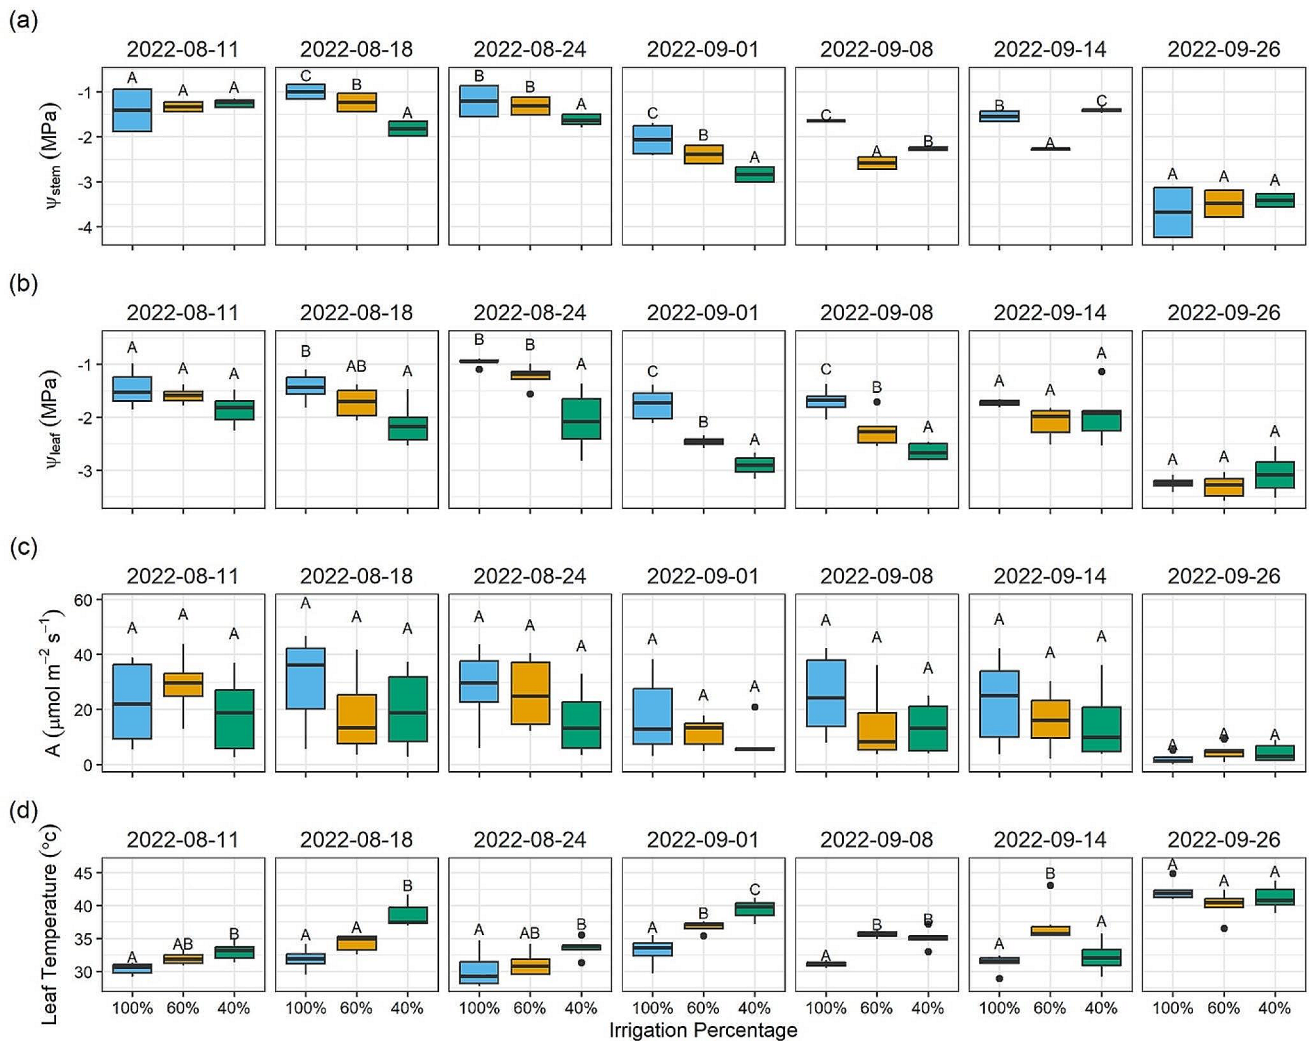 (a)
2022-08-11 2022-08-18 2022-08-24 2022-09-01 2022-09-08 2022-09-14 2022-09-26
A A A C B A B B A C B A C A B B A C A A A
-1
-2
-3
-4
ψstem (MPa)
(b)
2022-08-11 2022-08-18 2022-08-24 2022-09-01 2022-09-08 2022-09-14 2022-09-26
A A A B AB A B B A C B A C B A A A A A A A
-1
-2
-3
ψleaf (MPa)
(c)
2022-08-11 2022-08-18 2022-08-24 2022-09-01 2022-09-08 2022-09-14 2022-09-26
A A A A A A A A A A A A A A A A A A A A A
60
40
20
0
A (μmol m−2 s−1)
(d)
2022-08-11 2022-08-18 2022-08-24 2022-09-01 2022-09-08 2022-09-14 2022-09-26
A AB B A A B A AB B A B C A B B A B A A A A
45
40
35
30
Leaf Temperature (°c)
100% 60% 40% 100% 60% 40% 100% 60% 40% 100% 60% 40% 100% 60% 40% 100% 60% 40% 100% 60% 40%
Irrigation Percentage